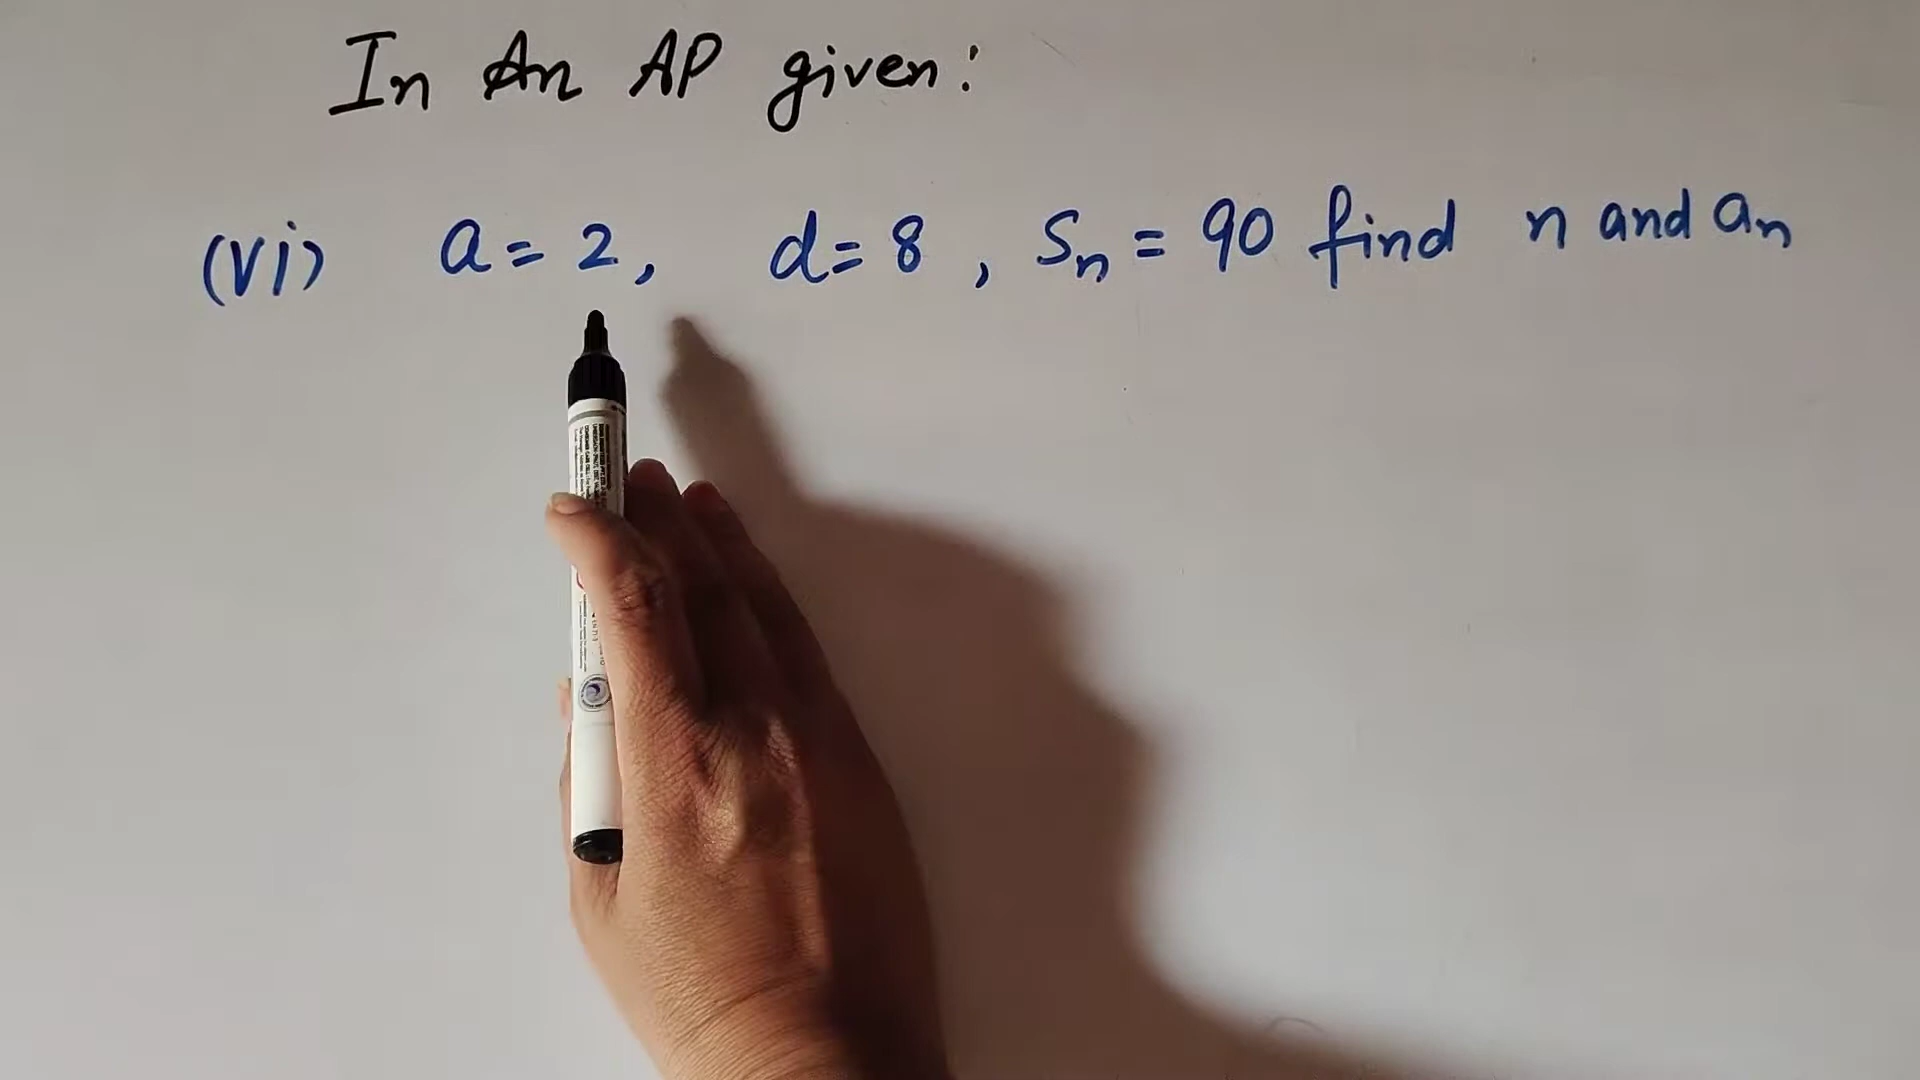 In An AP given:
(vi) a = 2, d = 8, Sn = 90 find n and an